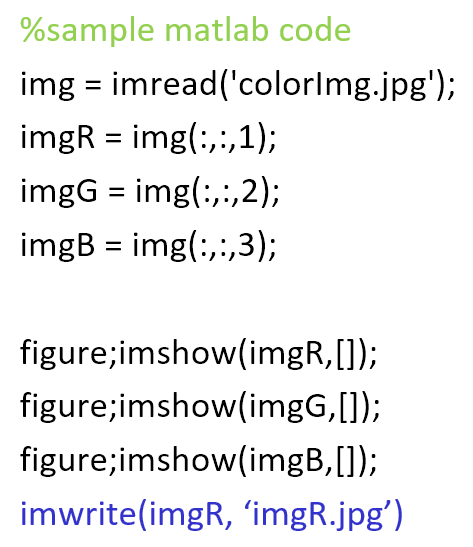 %sample matlab code
img = imread('colorImg.jpg');
imgR = img(:,:,1);
imgG = img(:,:,2);
imgB = img(:,:,3);
figure;imshow(imgR,[]);
figure;imshow(imgG,[]);
figure;imshow(imgB,[]);
imwrite(imgR, ‘imgR.jpg’)